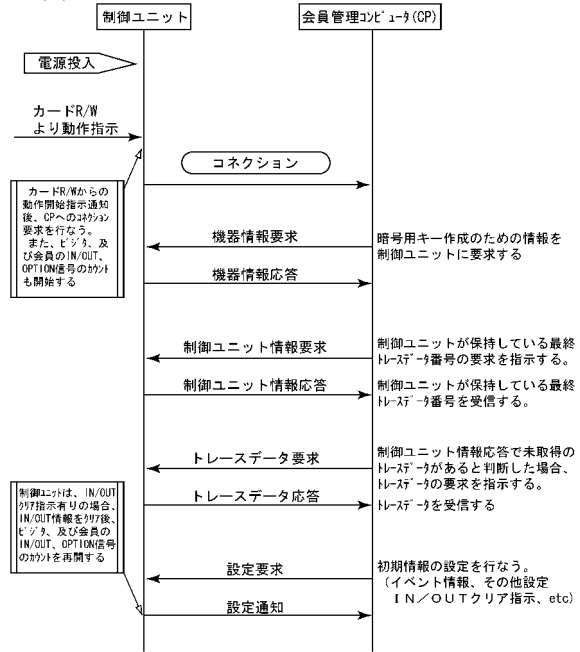 制御ユニット
会員管理ｺﾝﾋﾟｭｰﾀ(CP)
電源投入
カードR/W
より動作指示
コネクション
カードR/Wからの
動作開始指示通知
後、CPへのｺﾈｸｼｮﾝ
要求を行なう。
また、ﾋﾞｼﾞﾀ、及
び会員のIN/OUT、
OPTION信号のｶｳﾝﾄ
も開始する
機器情報要求
暗号用キー作成のための情報を
制御ユニットに要求する
機器情報応答
制御ユニット情報要求
制御ユニットが保持している最終
ﾄﾚｰｽﾃﾞｰﾀ番号の要求を指示する。
制御ユニット情報応答
制御ユニットが保持している最終
ﾄﾚｰｽﾃﾞｰﾀ番号を受信する。
トレースデータ要求
制御ユニット情報応答で未取得の
ﾄﾚｰｽﾃﾞｰﾀがあると判断した場合、
ﾄﾚｰｽﾃﾞｰﾀの要求を指示する。
トレースデータ応答
ﾄﾚｰｽﾃﾞｰﾀを受信する
制御ﾕﾆｯﾄは、IN/OUT
ｸﾘｱ指示有りの場合、
IN/OUT情報をｸﾘｱ後、
ﾋﾞｼﾞﾀ、及び会員の
IN/OUT、OPTION信号
のｶｳﾝﾄを再開する
設定要求
初期情報の設定を行なう。
（イベント情報、その他設定
ＩＮ／ＯＵＴクリア指示、etc)
設定通知